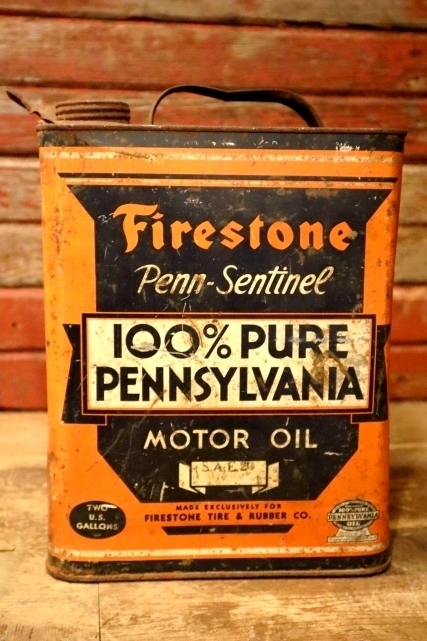 Firestone
Penn-Sentinel
100% PURE
PENNSYLVANIA
MOTOR OIL
S.A.E. 20
TWO
U.S.
GALLONS
MADE EXCLUSIVELY FOR
FIRESTONE TIRE & RUBBER CO.
100% PURE
PENNSYLVANIA
OIL